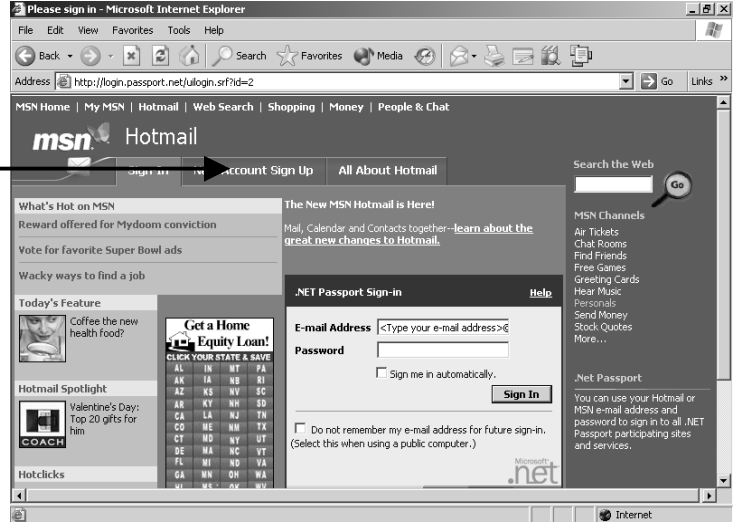 Please sign in - Microsoft Internet Explorer
File Edit View Favorites Tools Help
Back Search Favorites Media
Address http://login.passport.net/uilogin.srf?id=2 Go Links »
MSN Home | My MSN | Hotmail | Web Search | Shopping | Money | People & Chat
msn Hotmail
Sign In Account Sign Up All About Hotmail
What's Hot on MSN
Reward offered for Mydoom conviction
Vote for favorite Super Bowl ads
Wacky ways to find a job
Today's Feature
Coffee the new
health food?
Hotmail Spotlight
COACH
Valentine's Day:
Top 20 gifts for
him
Hotclicks
Get a Home
Equity Loan!
CLICK YOUR STATE & SAVE
AL IN MT PA
AK IA NB RI
AZ KS NV SC
AR KY NH SD
CA LA NJ TN
CO ME NM TX
CT MD NY UT
DE MA NC VT
FL MI ND VA
GA MN OH WA
The New MSN Hotmail is Here!
Mail, Calendar and Contacts together--learn about the
great new changes to Hotmail.
.NET Passport Sign-in Help
E-mail Address <Type your e-mail address>@
Password
Sign me in automatically.
Sign In
Do not remember my e-mail address for future sign-in.
(Select this when using a public computer.)
Microsoft
.net
Search the Web
Go
MSN Channels
Air Tickets
Chat Rooms
Find Friends
Free Games
Greeting Cards
Hear Music
Personals
Send Money
Stock Quotes
More...
.Net Passport
You can use your Hotmail or
MSN e-mail address and
password to sign in to all .NET
Passport participating sites
and services.
Internet